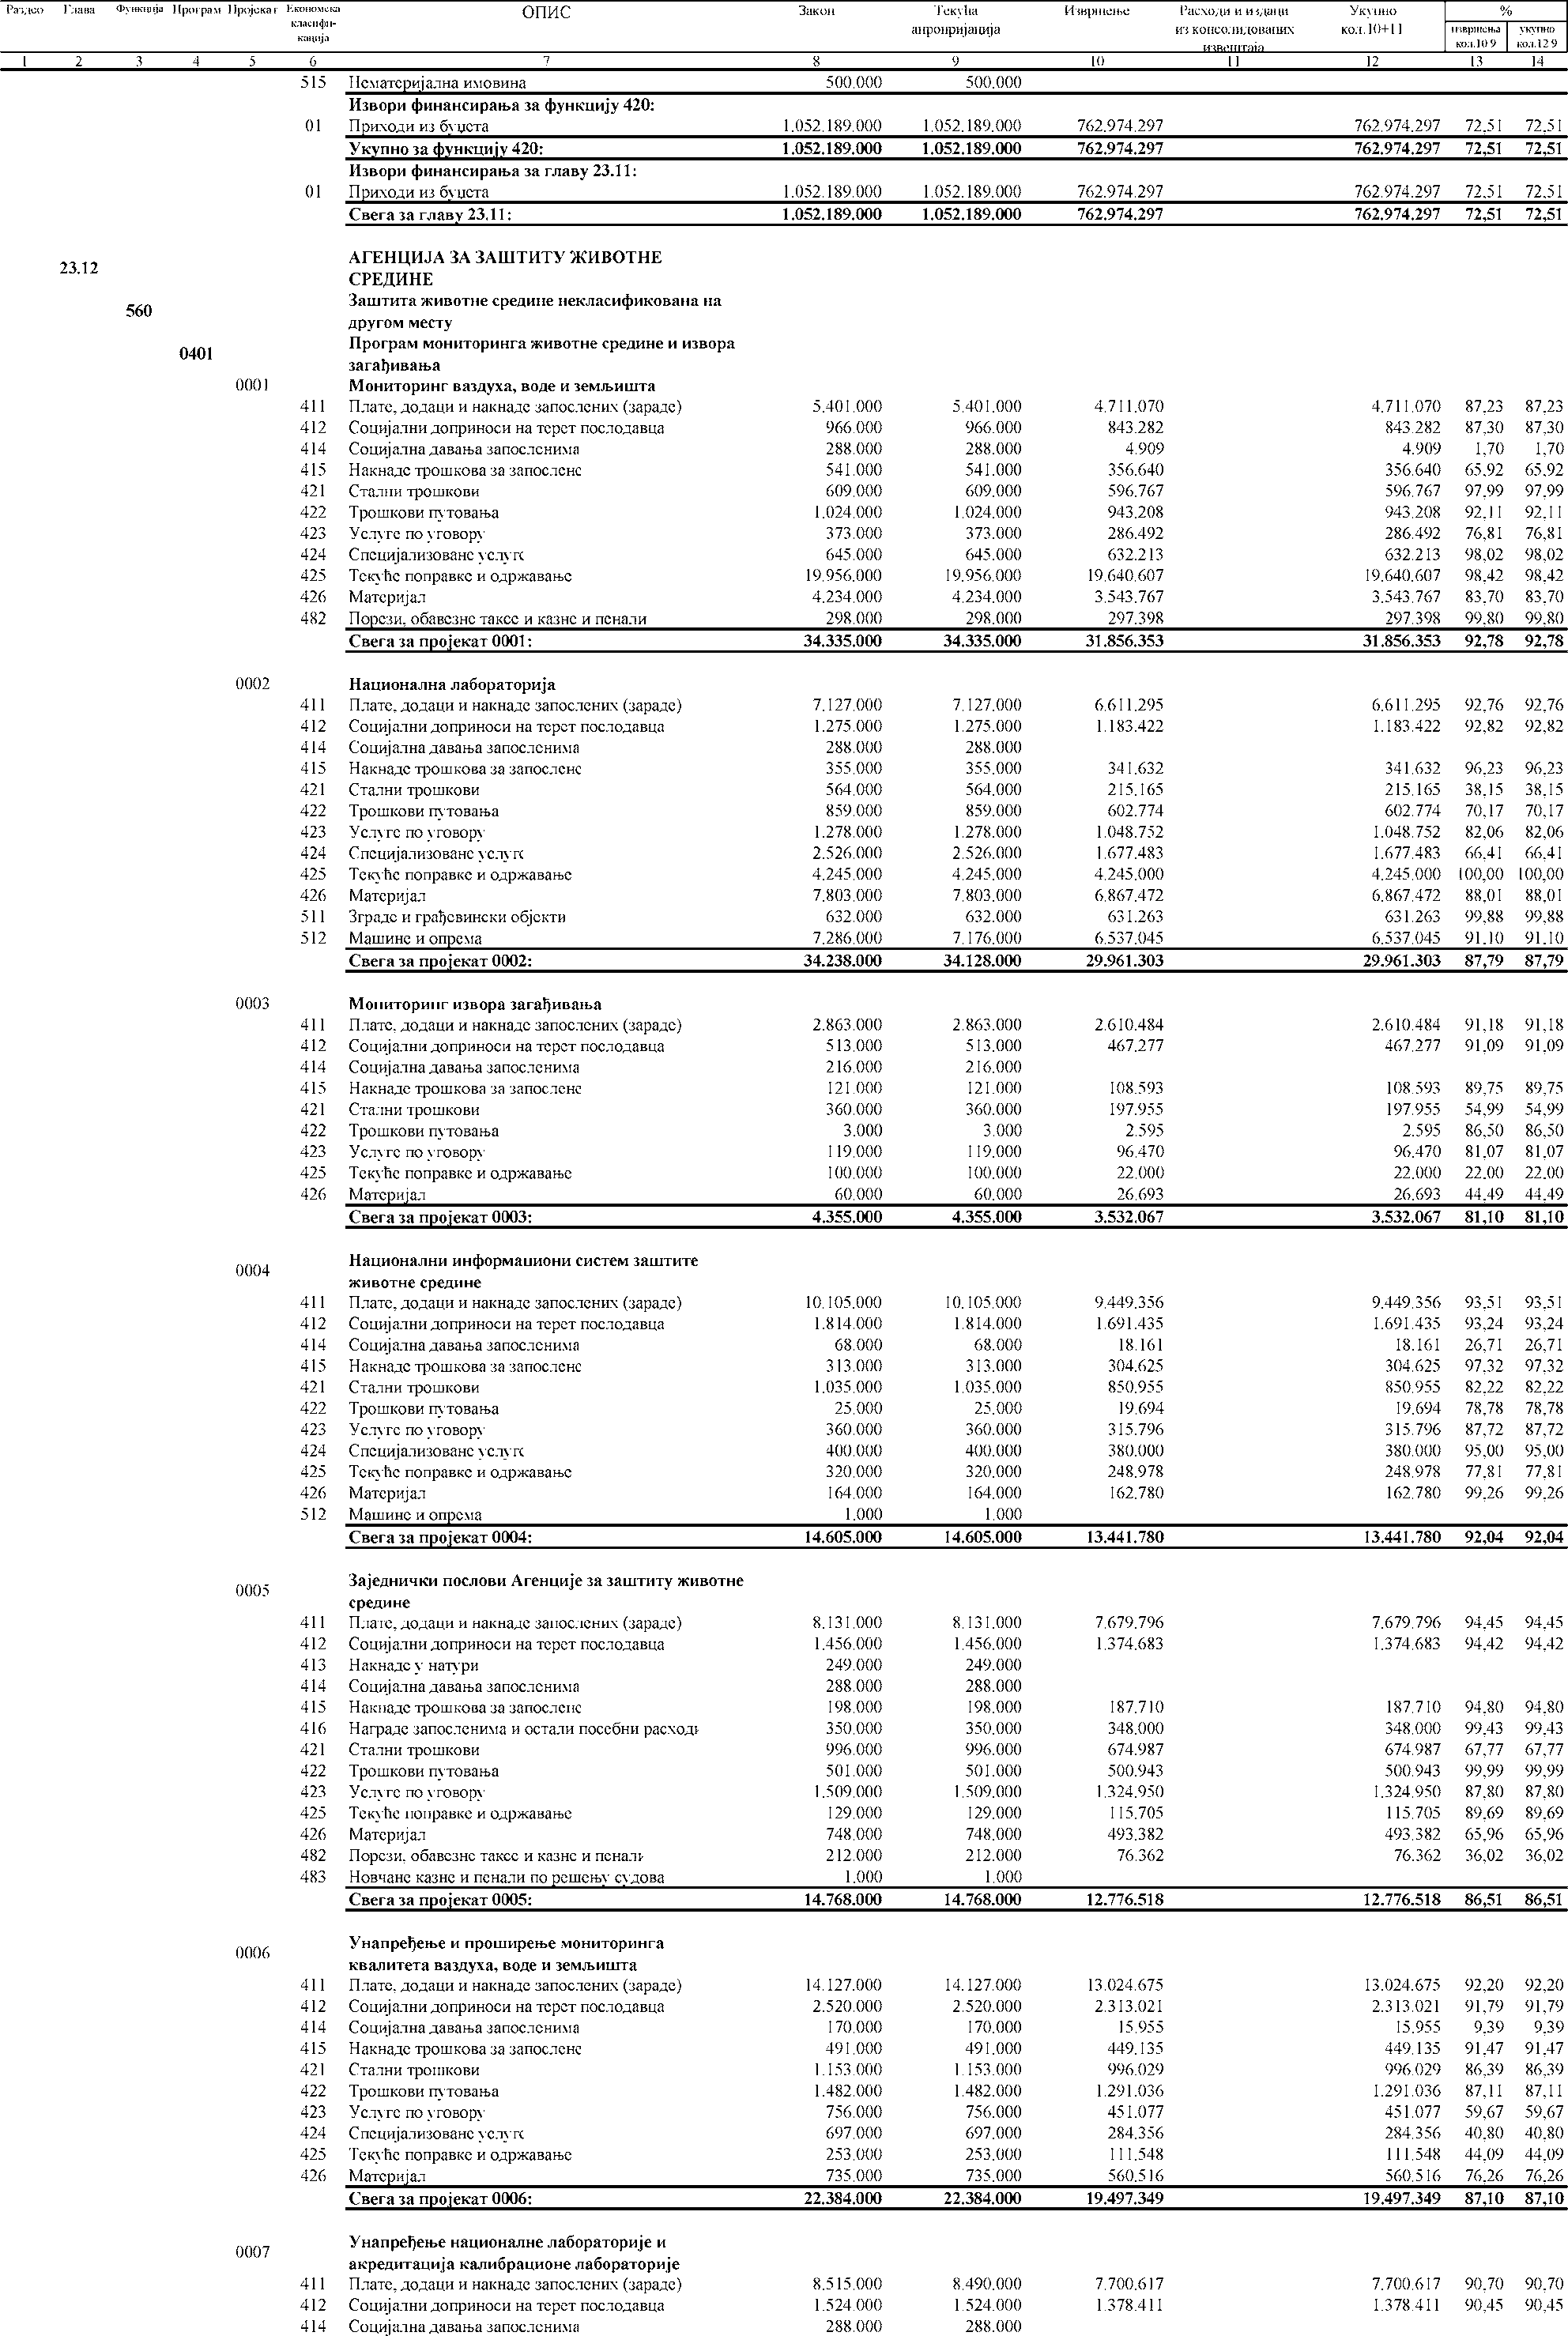 Раздео Глава Функција Програм Пројекат Економска класифи- кација ОПИС Закон Текућа апропријација Извршење Расходи и издаци из консолидованих извештаја Укупно кол.10+11 % извршења кол.10 9 укупно кол.12 9
1 2 3 4 5 6 7 8 9 10 11 12 13 14
515 Нематеријална имовина 500.000 500.000
Извори финансирања за функцију 420:
01 Приходи из буџета 1.052.189.000 1.052.189.000 762.974.297 762.974.297 72,51 72,51
Укупно за функцију 420: 1.052.189.000 1.052.189.000 762.974.297 762.974.297 72,51 72,51
Извори финансирања за главу 23.11:
01 Приходи из буџета 1.052.189.000 1.052.189.000 762.974.297 762.974.297 72,51 72,51
Свега за главу 23.11: 1.052.189.000 1.052.189.000 762.974.297 762.974.297 72,51 72,51
23.12 АГЕНЦИЈА ЗА ЗАШТИТУ ЖИВОТНЕ
СРЕДИНЕ
560 Заштита животне средине некласификована на
другом месту
0401 Програм мониторинга животне средине и извора
загађивања
0001 Мониторинг ваздуха, воде и земљишта
411 Плате, додаци и накнаде запослених (зараде) 5.401.000 5.401.000 4.711.070 4.711.070 87,23 87,23
412 Социјални доприноси на терет послодавца 966.000 966.000 843.282 843.282 87,30 87,30
414 Социјална давања запосленима 288.000 288.000 4.909 4.909 1,70 1,70
415 Накнаде трошкова за запослене 541.000 541.000 356.640 356.640 65,92 65,92
421 Стални трошкови 609.000 609.000 596.767 596.767 97,99 97,99
422 Трошкови путовања 1.024.000 1.024.000 943.208 943.208 92,11 92,11
423 Услуге по уговору 373.000 373.000 286.492 286.492 76,81 76,81
424 Специјализоване услуге 645.000 645.000 632.213 632.213 98,02 98,02
425 Текуће поправке и одржавање 19.956.000 19.956.000 19.640.607 19.640.607 98,42 98,42
426 Материјал 4.234.000 4.234.000 3.543.767 3.543.767 83,70 83,70
482 Порези, обавезне таксе и казне и пенали 298.000 298.000 297.398 297.398 99,80 99,80
Свега за пројекат 0001: 34.335.000 34.335.000 31.856.353 31.856.353 92,78 92,78
0002 Национална лабораторија
411 Плате, додаци и накнаде запослених (зараде) 7.127.000 7.127.000 6.611.295 6.611.295 92,76 92,76
412 Социјални доприноси на терет послодавца 1.275.000 1.275.000 1.183.422 1.183.422 92,82 92,82
414 Социјална давања запосленима 288.000 288.000
415 Накнаде трошкова за запослене 355.000 355.000 341.632 341.632 96,23 96,23
421 Стални трошкови 564.000 564.000 215.165 215.165 38,15 38,15
422 Трошкови путовања 859.000 859.000 602.774 602.774 70,17 70,17
423 Услуге по уговору 1.278.000 1.278.000 1.048.752 1.048.752 82,06 82,06
424 Специјализоване услуге 2.526.000 2.526.000 1.677.483 1.677.483 66,41 66,41
425 Текуће поправке и одржавање 4.245.000 4.245.000 4.245.000 4.245.000 100,00 100,00
426 Материјал 7.803.000 7.803.000 6.867.472 6.867.472 88,01 88,01
511 Зграде и грађевински објекти 632.000 632.000 631.263 631.263 99,88 99,88
512 Машине и опрема 7.286.000 7.176.000 6.537.045 6.537.045 91,10 91,10
Свега за пројекат 0002: 34.238.000 34.128.000 29.961.303 29.961.303 87,79 87,79
0003 Мониторинг извора загађивања
411 Плате, додаци и накнаде запослених (зараде) 2.863.000 2.863.000 2.610.484 2.610.484 91,18 91,18
412 Социјални доприноси на терет послодавца 513.000 513.000 467.277 467.277 91,09 91,09
414 Социјална давања запосленима 216.000 216.000
415 Накнаде трошкова за запослене 121.000 121.000 108.593 108.593 89,75 89,75
421 Стални трошкови 360.000 360.000 197.955 197.955 54,99 54,99
422 Трошкови путовања 3.000 3.000 2.595 2.595 86,50 86,50
423 Услуге по уговору 119.000 119.000 96.470 96.470 81,07 81,07
425 Текуће поправке и одржавање 100.000 100.000 22.000 22.000 22,00 22,00
426 Материјал 60.000 60.000 26.693 26.693 44,49 44,49
Свега за пројекат 0003: 4.355.000 4.355.000 3.532.067 3.532.067 81,10 81,10
0004 Национални информациони систем заштите
животне средине
411 Плате, додаци и накнаде запослених (зараде) 10.105.000 10.105.000 9.449.356 9.449.356 93,51 93,51
412 Социјални доприноси на терет послодавца 1.814.000 1.814.000 1.691.435 1.691.435 93,24 93,24
414 Социјална давања запосленима 68.000 68.000 18.161 18.161 26,71 26,71
415 Накнаде трошкова за запослене 313.000 313.000 304.625 304.625 97,32 97,32
421 Стални трошкови 1.035.000 1.035.000 850.955 850.955 82,22 82,22
422 Трошкови путовања 25.000 25.000 19.694 19.694 78,78 78,78
423 Услуге по уговору 360.000 360.000 315.796 315.796 87,72 87,72
424 Специјализоване услуге 400.000 400.000 380.000 380.000 95,00 95,00
425 Текуће поправке и одржавање 320.000 320.000 248.978 248.978 77,81 77,81
426 Материјал 164.000 164.000 162.780 162.780 99,26 99,26
512 Машине и опрема 1.000 1.000
Свега за пројекат 0004: 14.605.000 14.605.000 13.441.780 13.441.780 92,04 92,04
0005 Заједнички послови Агенције за заштиту животне
средине
411 Плате, додаци и накнаде запослених (зараде) 8.131.000 8.131.000 7.679.796 7.679.796 94,45 94,45
412 Социјални доприноси на терет послодавца 1.456.000 1.456.000 1.374.683 1.374.683 94,42 94,42
413 Накнаде у натури 249.000 249.000
414 Социјална давања запосленима 288.000 288.000
415 Накнаде трошкова за запослене 198.000 198.000 187.710 187.710 94,80 94,80
416 Награде запосленима и остали посебни расходи 350.000 350.000 348.000 348.000 99,43 99,43
421 Стални трошкови 996.000 996.000 674.987 674.987 67,77 67,77
422 Трошкови путовања 501.000 501.000 500.943 500.943 99,99 99,99
423 Услуге по уговору 1.509.000 1.509.000 1.324.950 1.324.950 87,80 87,80
425 Текуће поправке и одржавање 129.000 129.000 115.705 115.705 89,69 89,69
426 Материјал 748.000 748.000 493.382 493.382 65,96 65,96
482 Порези, обавезне таксе и казне и пенали 212.000 212.000 76.362 76.362 36,02 36,02
483 Новчане казне и пенали по решењу судова 1.000 1.000
Свега за пројекат 0005: 14.768.000 14.768.000 12.776.518 12.776.518 86,51 86,51
0006 Унапређење и проширење мониторинга
квалитета ваздуха, воде и земљишта
411 Плате, додаци и накнаде запослених (зараде) 14.127.000 14.127.000 13.024.675 13.024.675 92,20 92,20
412 Социјални доприноси на терет послодавца 2.520.000 2.520.000 2.313.021 2.313.021 91,79 91,79
414 Социјална давања запосленима 170.000 170.000 15.955 15.955 9,39 9,39
415 Накнаде трошкова за запослене 491.000 491.000 449.135 449.135 91,47 91,47
421 Стални трошкови 1.153.000 1.153.000 996.029 996.029 86,39 86,39
422 Трошкови путовања 1.482.000 1.482.000 1.291.036 1.291.036 87,11 87,11
423 Услуге по уговору 756.000 756.000 451.077 451.077 59,67 59,67
424 Специјализоване услуге 697.000 697.000 284.356 284.356 40,80 40,80
425 Текуће поправке и одржавање 253.000 253.000 111.548 111.548 44,09 44,09
426 Материјал 735.000 735.000 560.516 560.516 76,26 76,26
Свега за пројекат 0006: 22.384.000 22.384.000 19.497.349 19.497.349 87,10 87,10
0007 Унапређење националне лабораторије и
акредитација калибрационе лабораторије
411 Плате, додаци и накнаде запослених (зараде) 8.515.000 8.490.000 7.700.617 7.700.617 90,70 90,70
412 Социјални доприноси на терет послодавца 1.524.000 1.524.000 1.378.411 1.378.411 90,45 90,45
414 Социјална давања запосленима 288.000 288.000